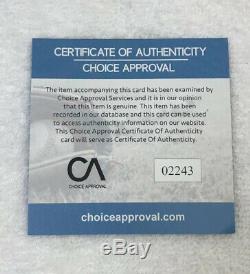 CERTIFICATE OF AUTHENTICITY
CHOICE APPROVAL
The item accompanying this card has been examined by
Choice Approval Services and it is in our opinion
that this item is genuine. This item has been
recorded in our database and this card can be used
to access authenticity information on our website.
This Choice Approval Certificate Of Authenticity
card will serve as Certificate Of Authenticity.
CA
CHOICE APPROVAL
02243
choiceapproval.com